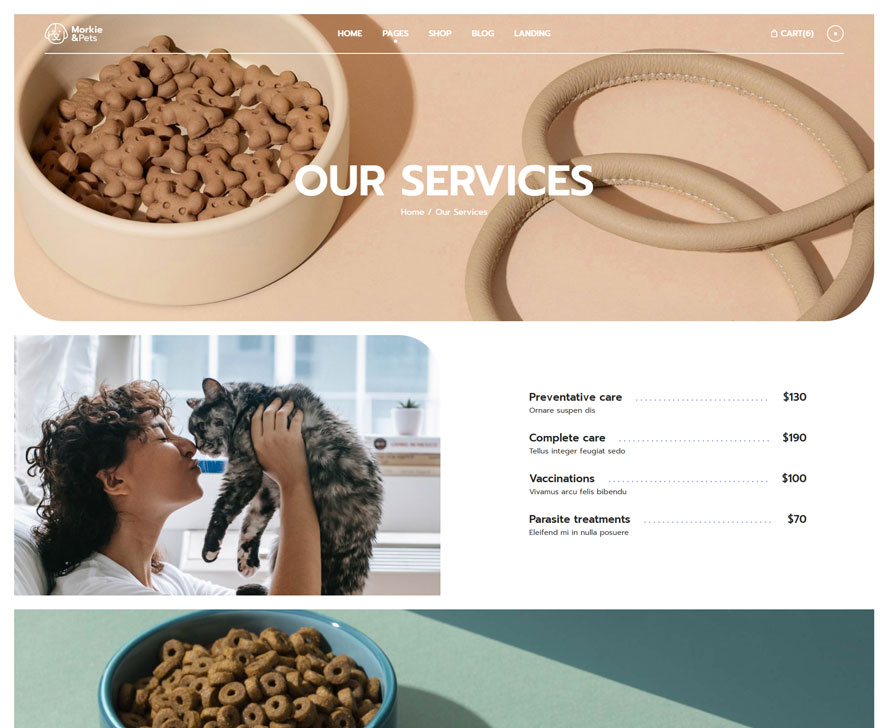 Morkie
&Pets
HOME PAGES SHOP BLOG LANDING
CART(6)
OUR SERVICES
Home / Our Services
Preventative care $130
Ornare suspen dis
Complete care $190
Tellus integer feugiat sedo
Vaccinations $100
Vivamus arcu felis bibendu
Parasite treatments $70
Eleifend mi in nulla posuere